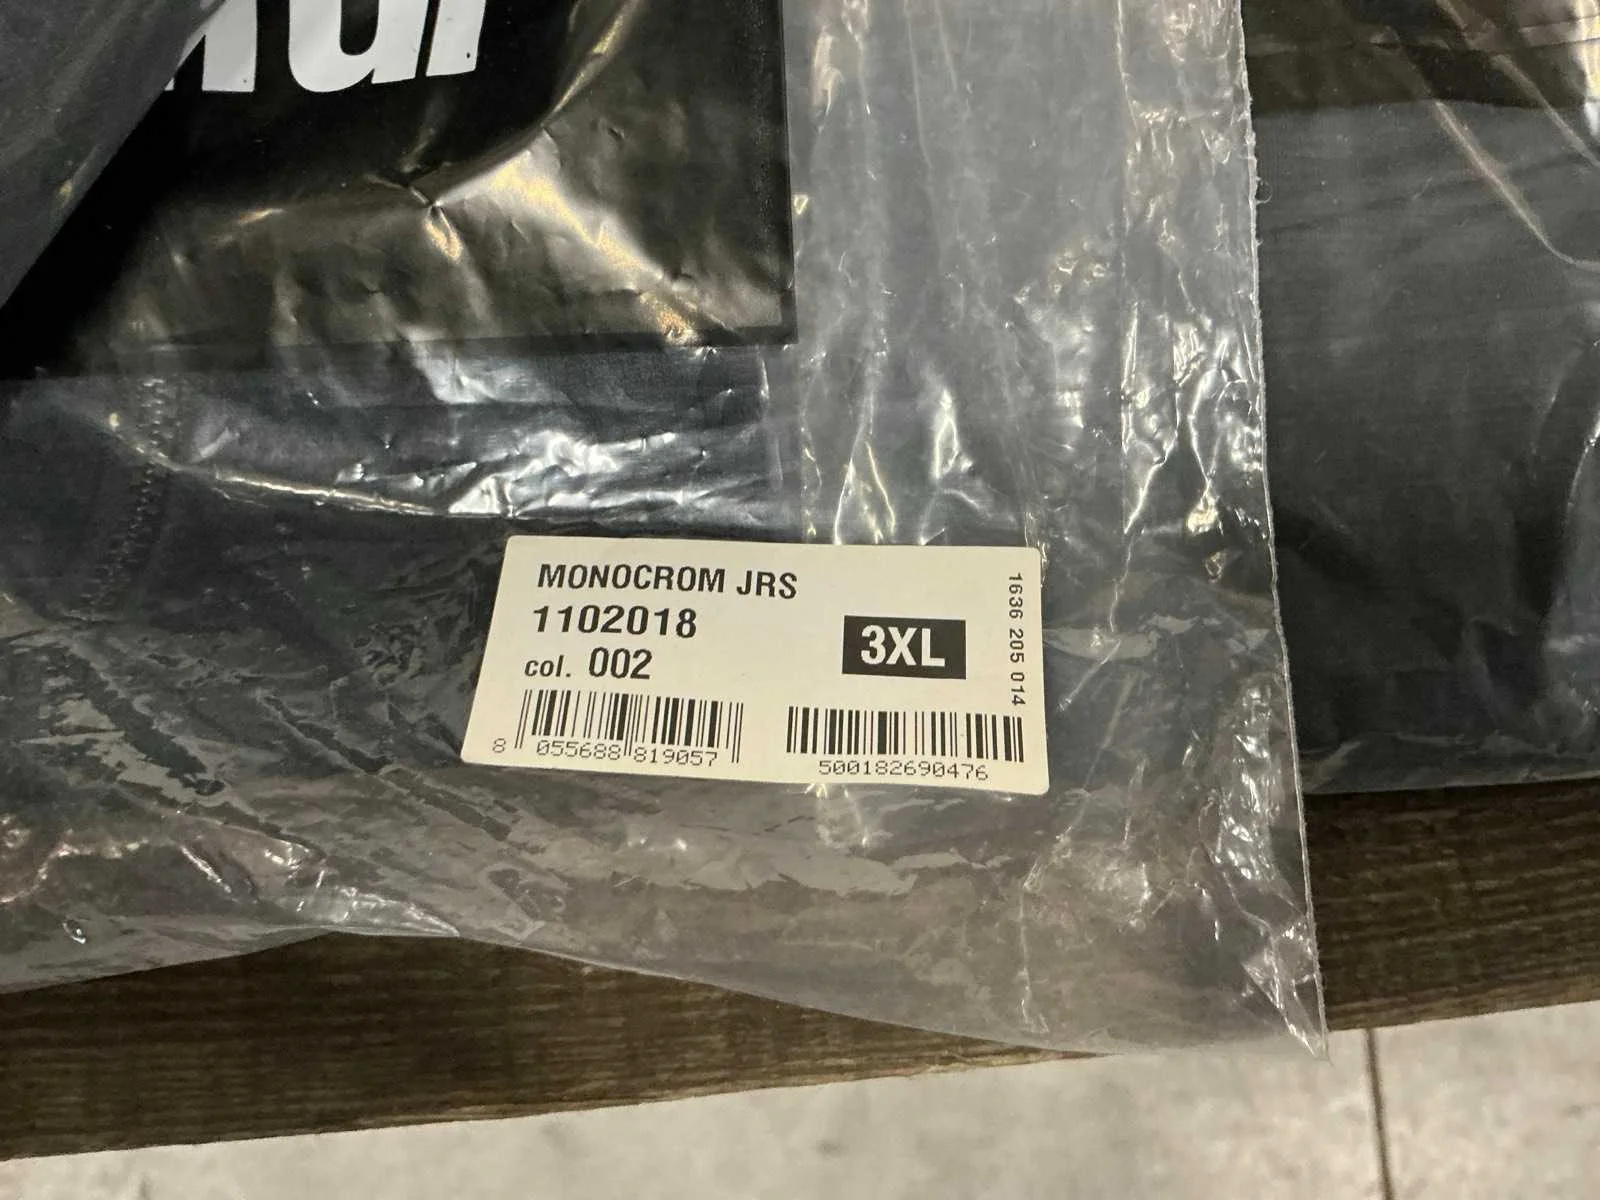 MONOCROM JRS
1102018
col. 002
3XL
1636 205 014
8 055688 819057
500182690476